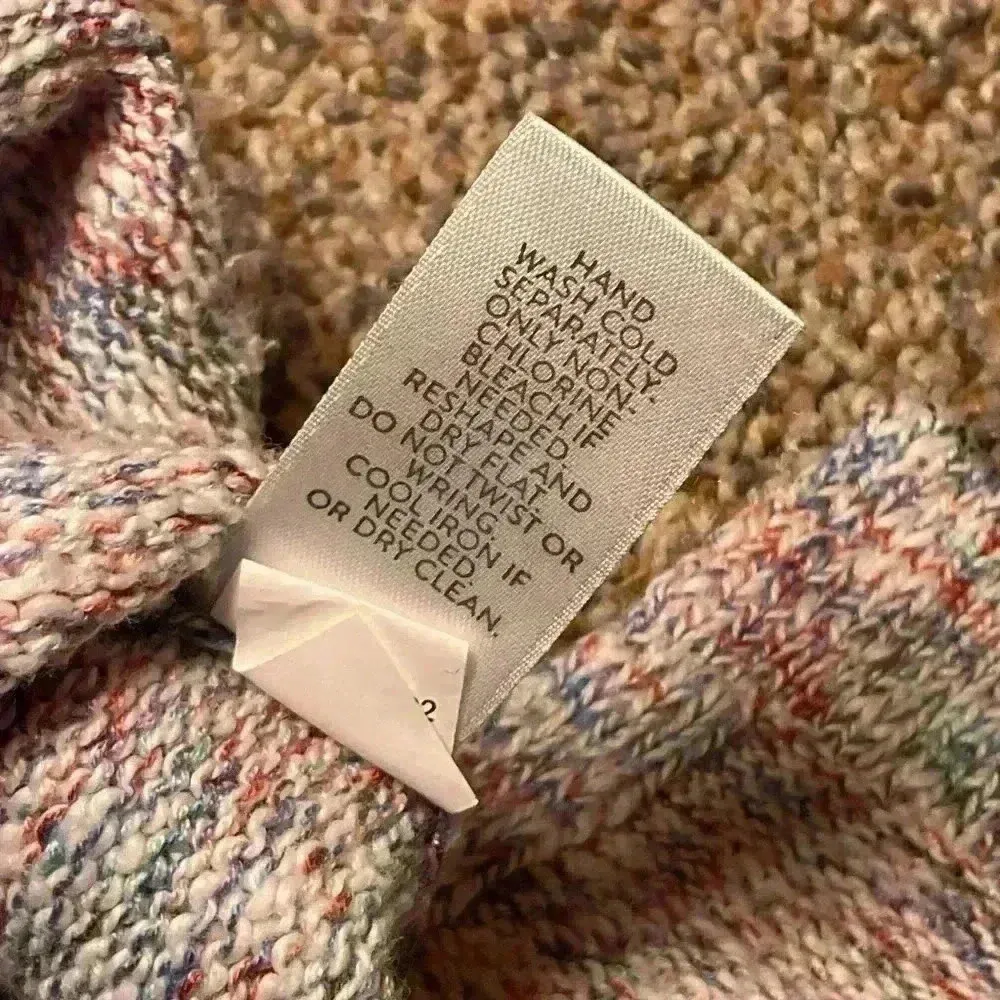 HAND
WASH COLD
SEPARATELY.
ONLY NON-
CHLORINE
BLEACH IF
NEEDED.
RESHAPE AND
DRY FLAT.
DO NOT TWIST OR
WRING.
COOL IRON IF
NEEDED.
OR DRY CLEAN.
-2